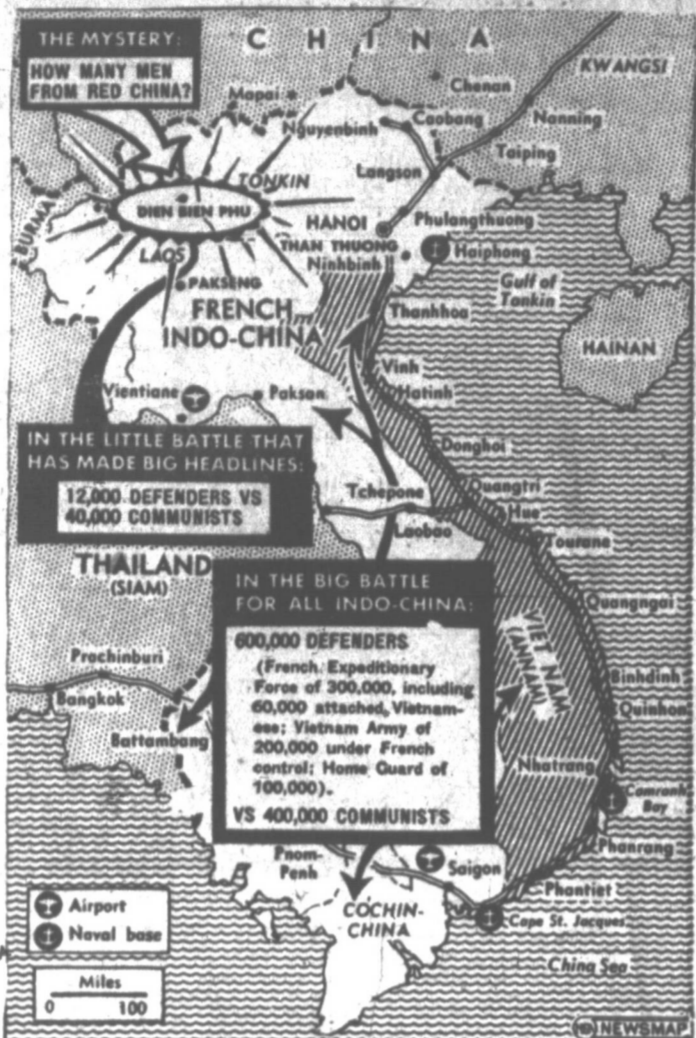 THE MYSTERY:
HOW MANY MEN
FROM RED CHINA?
CHINA
KWANGSI
Mapai
Chenan
Nguyenbinh
Caobang
Nanning
Langson
Taiping
TONKIN
DIEN BIEN PHU
BURMA
HANOI
Phulangthuong
THAN THUONG
Haiphong
Ninhbinh
LAOS
PAKSENG
Gulf of
Tonkin
FRENCH
INDO-CHINA
Thanhhoa
HAINAN
Vinh
Hatinh
Vientiane
Paksan
Donghoi
IN THE LITTLE BATTLE THAT
HAS MADE BIG HEADLINES:
12,000 DEFENDERS VS
40,000 COMMUNISTS
Tchepone
Quangtri
Laobao
Hue
Tourane
THAILAND
(SIAM)
IN THE BIG BATTLE
FOR ALL INDO-CHINA:
600,000 DEFENDERS
(French Expeditionary
Force of 300,000, including
60,000 attached, Vietnam-
ese; Vietnam Army of
200,000 under French
control; Home Guard of
100,000).
VS 400,000 COMMUNISTS
Quangngai
VIET NAM
(ANNAM)
Binhdinh
Quinhon
Prachinburi
Bangkok
Battambang
Nhatrang
Camranh
Bay
Phanrang
Pnom-
Penh
Saigon
Phantiet
COCHIN-
CHINA
Cape St. Jacques
China Sea
Airport
Naval base
Miles
0 100
NEWSMAP